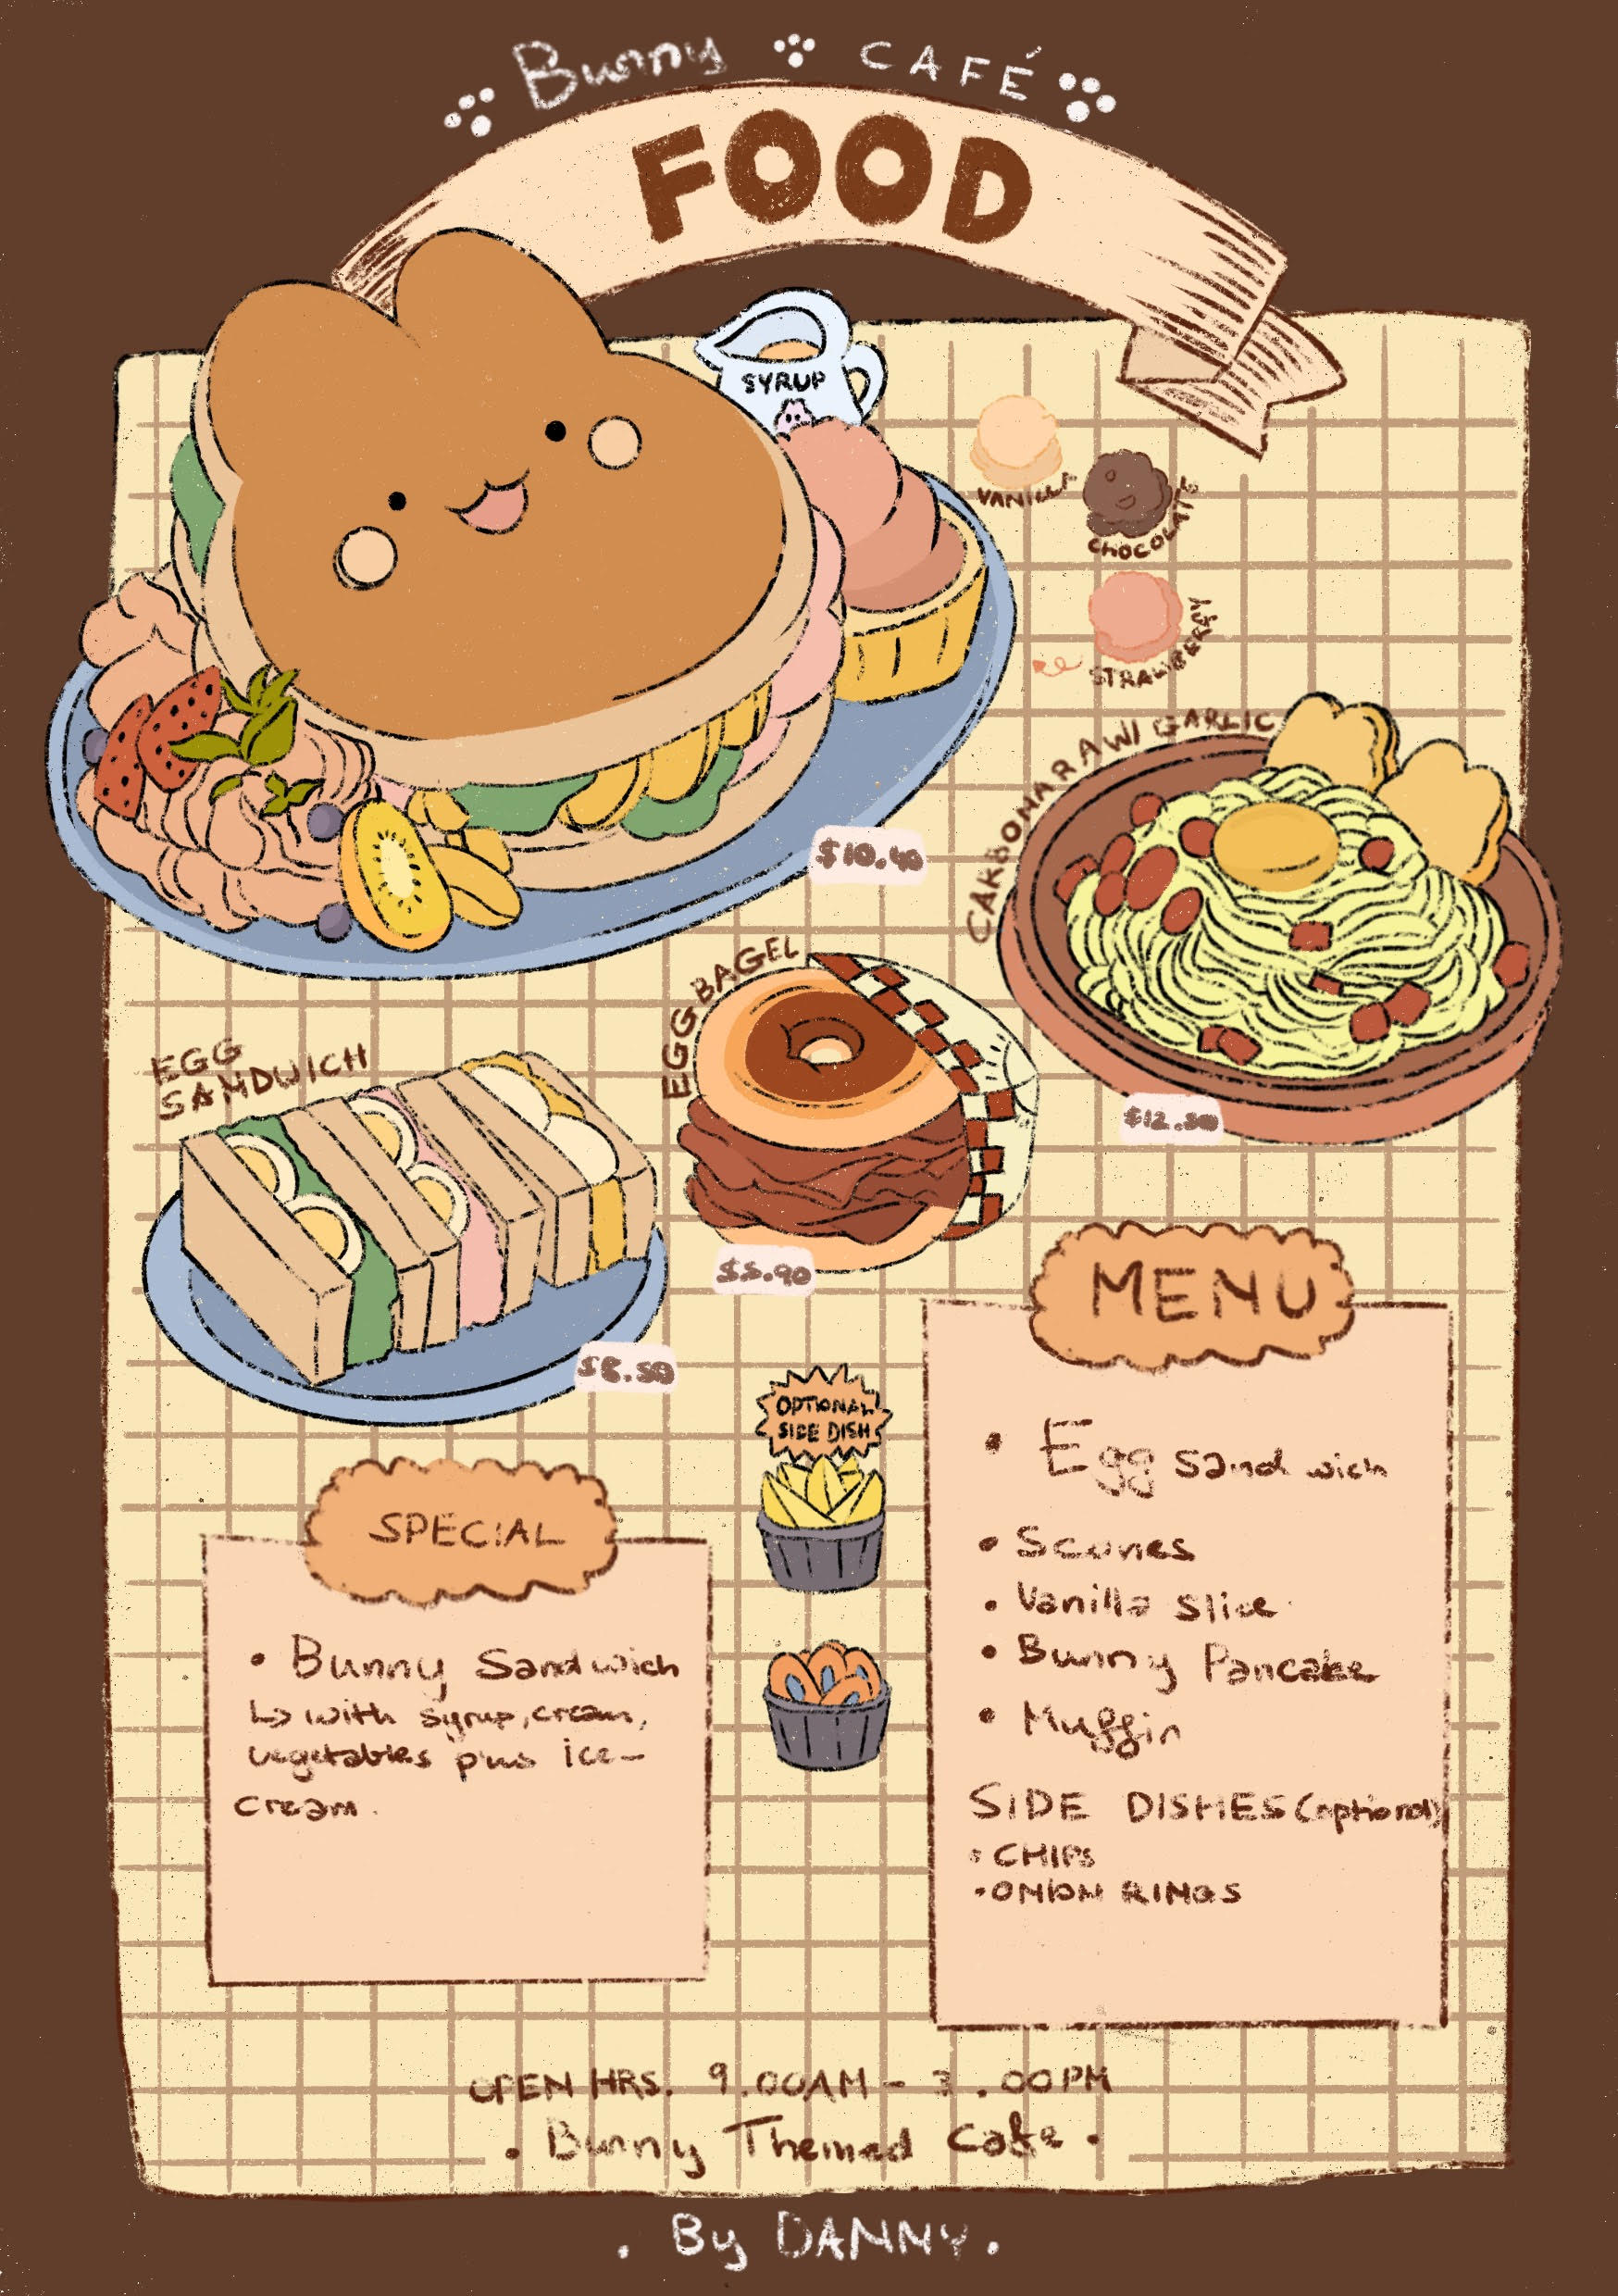 Bunny CAFÉ
FOOD
SYRUP
VANILLA
CHOCOLATE
STRAWBERRY
$10.40
CARBONARA W/ GARLIC
$12.80
EGG BAGEL
$5.90
EGG
SANDWICH
$8.50
OPTIONAL
SIDE DISH
SPECIAL
• Bunny Sandwich
↳ with syrup, cream,
vegetables plus ice-
cream.
MENU
• Egg sandwich
• Scones
• Vanilla slice
• Bunny Pancake
• Muffin
SIDE DISHES (optional)
• CHIPS
• ONION RINGS
OPEN HRS. 9.00AM - 3.00PM
• Bunny Themed Cafe •
. By DANNY.